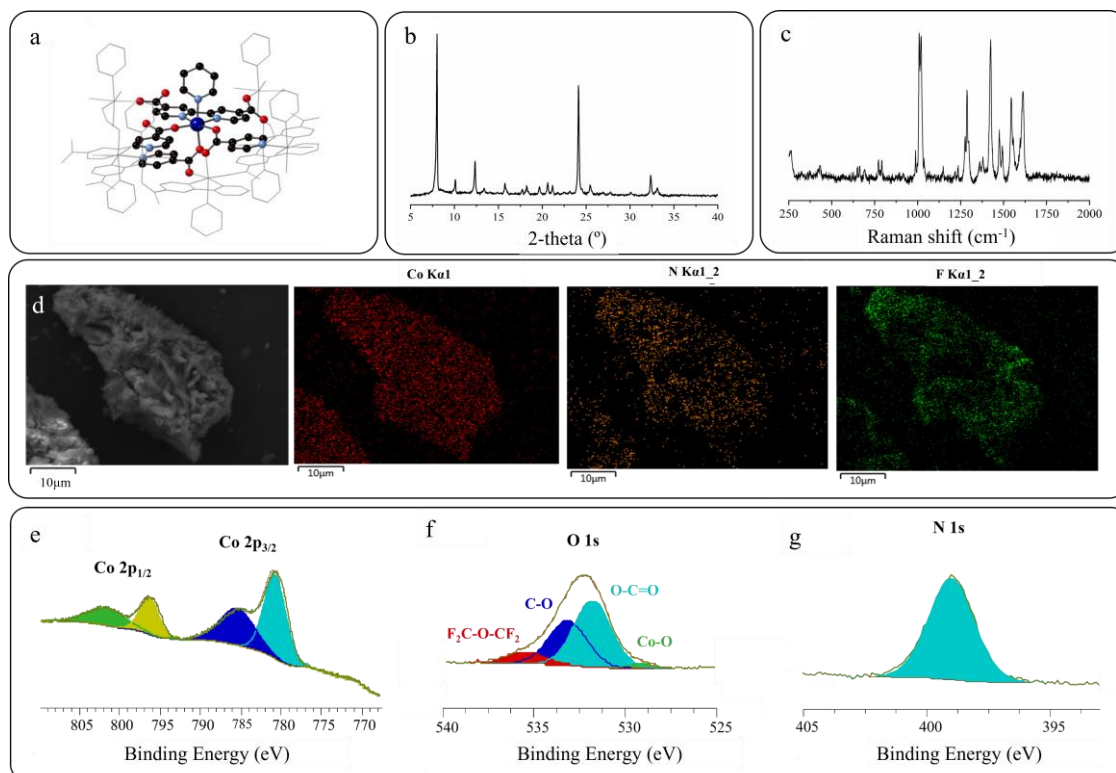 a
b
5 10 15 20 25 30 35 40
2-theta (º)
c
250 500 750 1000 1250 1500 1750 2000
Raman shift (cm⁻¹)
d
10μm
Co Kα1
10μm
N Kα1_2
10μm
F Kα1_2
10μm
e
Co 2p1/2
Co 2p3/2
805 800 790 785 780 775 770
Binding Energy (eV)
f
O 1s
F₂C-O-CF₂
C-O
O-C=O
Co-O
540 535 530 525
Binding Energy (eV)
g
N 1s
405 400 395
Binding Energy (eV)